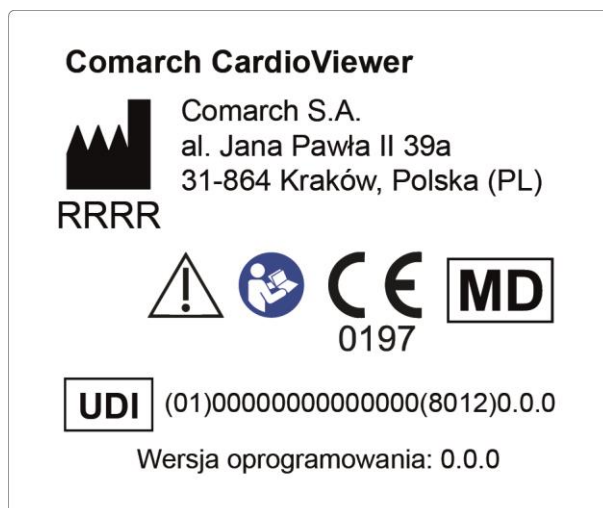 Comarch CardioViewer
Comarch S.A.
al. Jana Pawła II 39a
31-864 Kraków, Polska (PL)
RRRR
CE MD
0197
UDI (01)00000000000000(8012)0.0.0
Wersja oprogramowania: 0.0.0